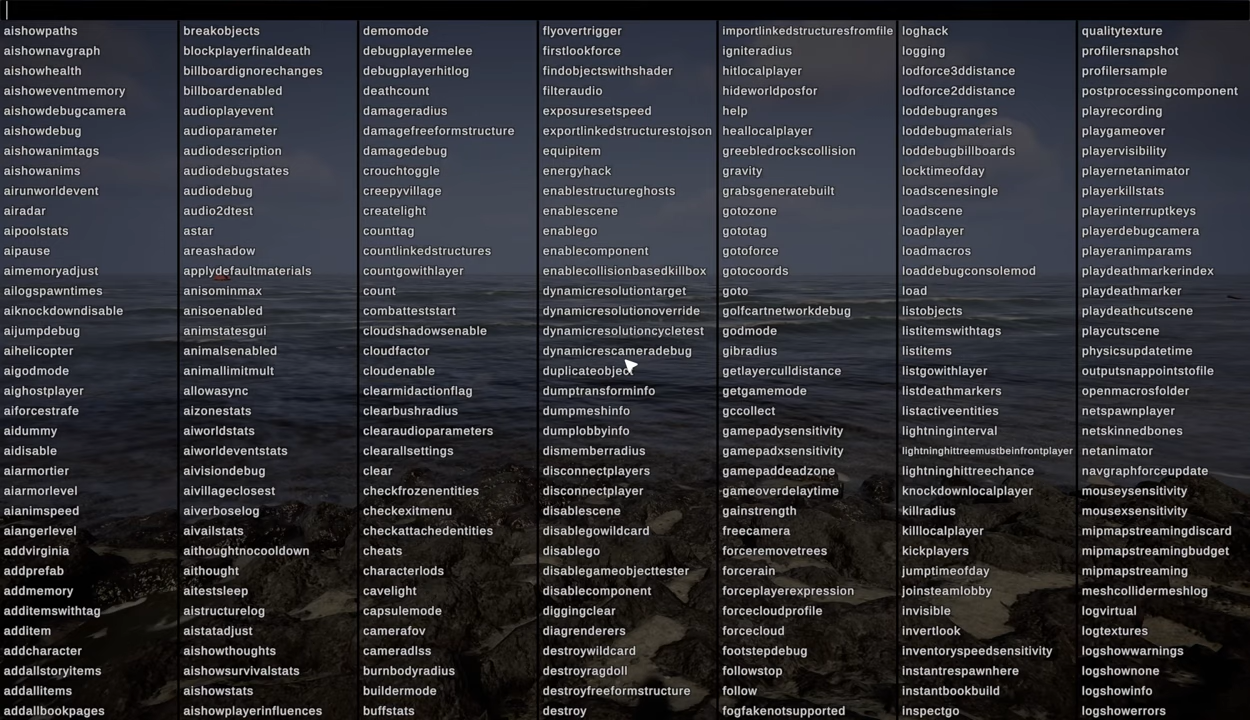 aishowpaths
aishownavgraph
aishowhealth
aishoweventmemory
aishowdebugcamera
aishowdebug
aishowanimtags
aishowanims
airunworldevent
airadar
aipoolstats
aipause
aimemoryadjust
ailogspawntimes
aiknockdowndisable
aijumpdebug
aihelicopter
aigodmode
aighostplayer
aiforcestrafe
aidummy
aidisable
aiarmortier
aiarmorlevel
aianimspeed
aiangerlevel
addvirginia
addprefab
addmemory
additemswithtag
additem
addcharacter
addallstoryitems
addallitems
addallbookpages
breakobjects
blockplayerfinaldeath
billboardignorechanges
billboardenabled
audioplayevent
audioparameter
audiodescription
audiodebugstates
audiodebug
audio2dtest
astar
areashadow
applydefaultmaterials
anisominmax
anisoenabled
animstatesgui
animalsenabled
animallimitmult
allowasync
aizonestats
aiworldstats
aiworldeventstats
aivisiondebug
aivillageclosest
aiverboselog
aivailstats
aithoughtnocooldown
aithought
aitestsleep
aistructurelog
aistatadjust
aishowthoughts
aishowsurvivalstats
aishowstats
aishowplayerinfluences
demomode
debugplayermelee
debugplayerhitlog
deathcount
damageradius
damagefreeformstructure
damagedebug
crouchtoggle
creepyvillage
createlight
counttag
countlinkedstructures
countgowithlayer
count
combatteststart
cloudshadowsenable
cloudfactor
cloudenable
clearmidactionflag
clearbushradius
clearaudioparameters
clearallsettings
clear
checkfrozenentities
checkexitmenu
checkattachedentities
cheats
characterlods
cavelight
capsulemode
camerafov
cameradlss
burnbodyradius
buildermode
buffstats
flyovertrigger
firstlookforce
findobjectswithshader
filteraudio
exposuresetspeed
exportlinkedstructurestojson
equipitem
energyhack
enablestructureghosts
enablescene
enablego
enablecomponent
enablecollisionbasedkillbox
dynamicresolutiontarget
dynamicresolutionoverride
dynamicresolutioncycletest
dynamicrescameradebug
duplicateobject
dumptransforminfo
dumpmeshinfo
dumplobbyinfo
dismemberradius
disconnectplayers
disconnectplayer
disablescene
disablegowildcard
disablego
disablegameobjecttester
disablecomponent
diggingclear
diagrenderers
destroywildcard
destroyragdoll
destroyfreeformstructure
destroy
importlinkedstructuresfromfile
igniteradius
hitlocalplayer
hideworldposfor
help
heallocalplayer
greebledrockscollision
gravity
grabsgeneratebuilt
gotozone
gototag
gotoforce
gotocoords
goto
golfcartnetworkdebug
godmode
gibradius
getlayerculldistance
getgamemode
gccollect
gamepadysensitivity
gamepadxsensitivity
gamepaddeadzone
gameoverdelaytime
gainstrength
freecamera
forceremovetrees
forcerain
forceplayerexpression
forcecloudprofile
forcecloud
footstepdebug
followstop
follow
fogfakenotsupported
loghack
logging
lodforce3ddistance
lodforce2ddistance
loddebugranges
loddebugmaterials
loddebugbillboards
locktimeofday
loadscenesingle
loadscene
loadplayer
loadmacros
loaddebugconsolemod
load
listobjects
listitemswithtags
listitems
listgowithlayer
listdeathmarkers
listactiveentities
lightninginterval
lightninghittreemustbeinfrontplayer
lightninghittreechance
knockdownlocalplayer
killradius
killlocalplayer
kickplayers
jumptimeofday
joinsteamlobby
invisible
invertlook
inventoryspeedsensitivity
instantrespawnhere
instantbookbuild
inspectgo
qualitytexture
profilersnapshot
profilersample
postprocessingcomponent
playrecording
playgameover
playervisibility
playernetanimator
playerkillstats
playerinterruptkeys
playerdebugcamera
playeranimparams
playdeathmarkerindex
playdeathmarker
playdeathcutscene
playcutscene
physicsupdatetime
outputsnappointstofile
openmacrosfolder
netspawnplayer
netskinnedbones
netanimator
navgraphforceupdate
mouseysensitivity
mousexsensitivity
mipmapstreamingdiscard
mipmapstreamingbudget
mipmapstreaming
meshcollidermeshlog
logvirtual
logtextures
logshowwarnings
logshownone
logshowinfo
logshowerrors